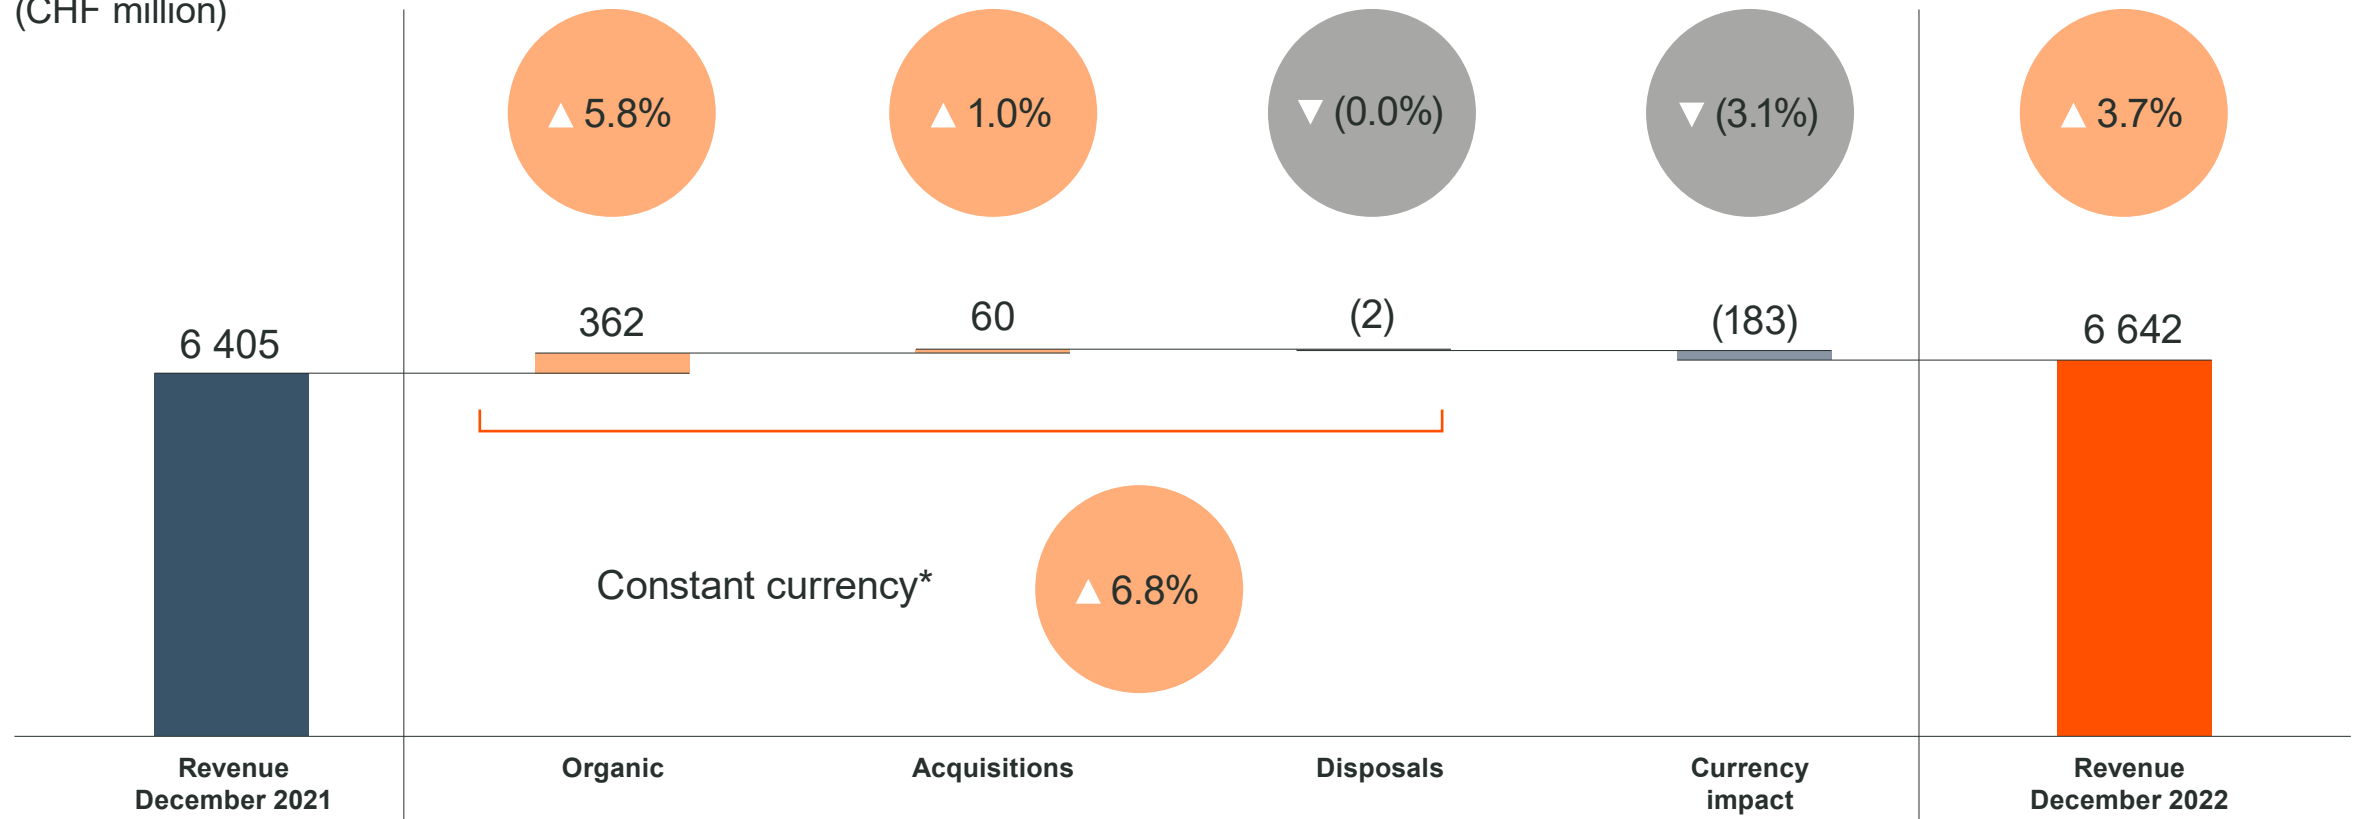 (CHF million)
▲ 5.8%
▲ 1.0%
▼ (0.0%)
▼ (3.1%)
▲ 3.7%
6 405
362
60
(2)
(183)
6 642
Constant currency*
▲ 6.8%
Revenue
December 2021
Organic
Acquisitions
Disposals
Currency
impact
Revenue
December 2022